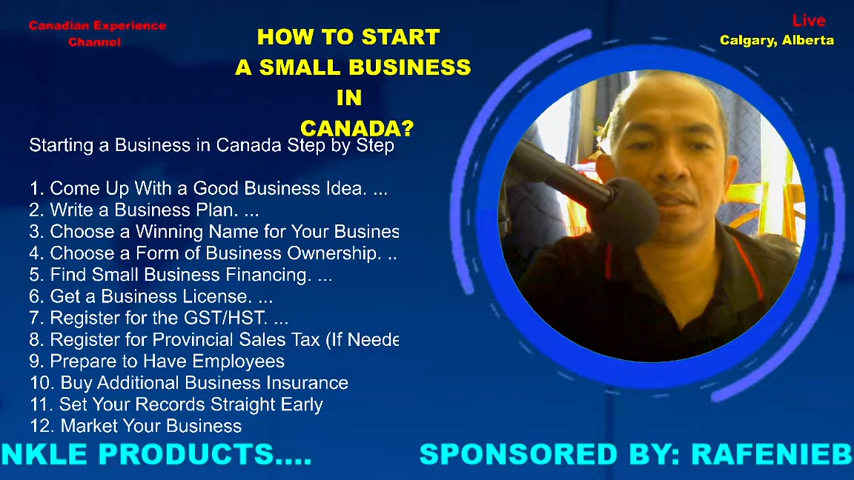 Canadian Experience
Channel
HOW TO START
A SMALL BUSINESS
IN
CANADA?
Live
Calgary, Alberta
Starting a Business in Canada Step by Step
1. Come Up With a Good Business Idea. ...
2. Write a Business Plan. ...
3. Choose a Winning Name for Your Busines
4. Choose a Form of Business Ownership. ..
5. Find Small Business Financing. ...
6. Get a Business License. ...
7. Register for the GST/HST. ...
8. Register for Provincial Sales Tax (If Neede
9. Prepare to Have Employees
10. Buy Additional Business Insurance
11. Set Your Records Straight Early
12. Market Your Business
NKLE PRODUCTS.... SPONSORED BY: RAFENIEB